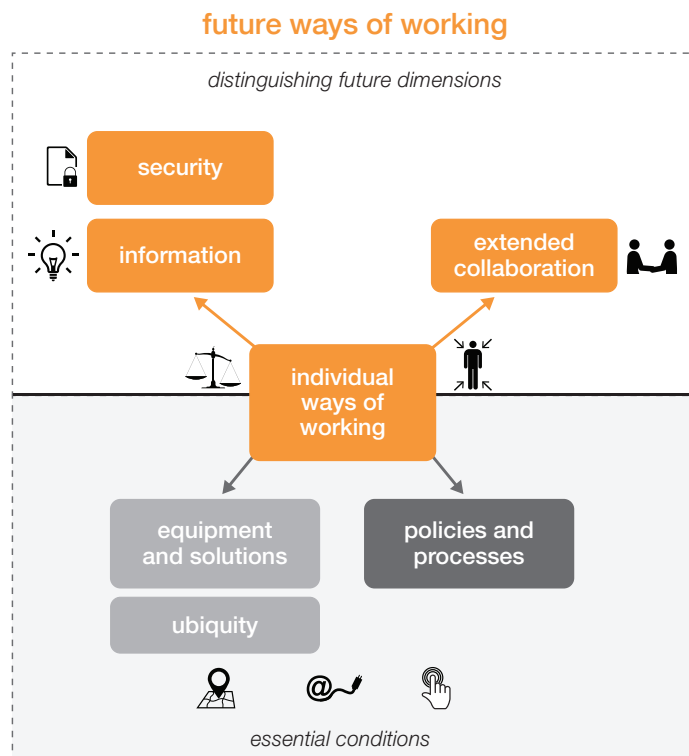 future ways of working
distinguishing future dimensions
security
information
extended
collaboration
individual
ways of
working
equipment
and solutions
policies and
processes
ubiquity
@
essential conditions